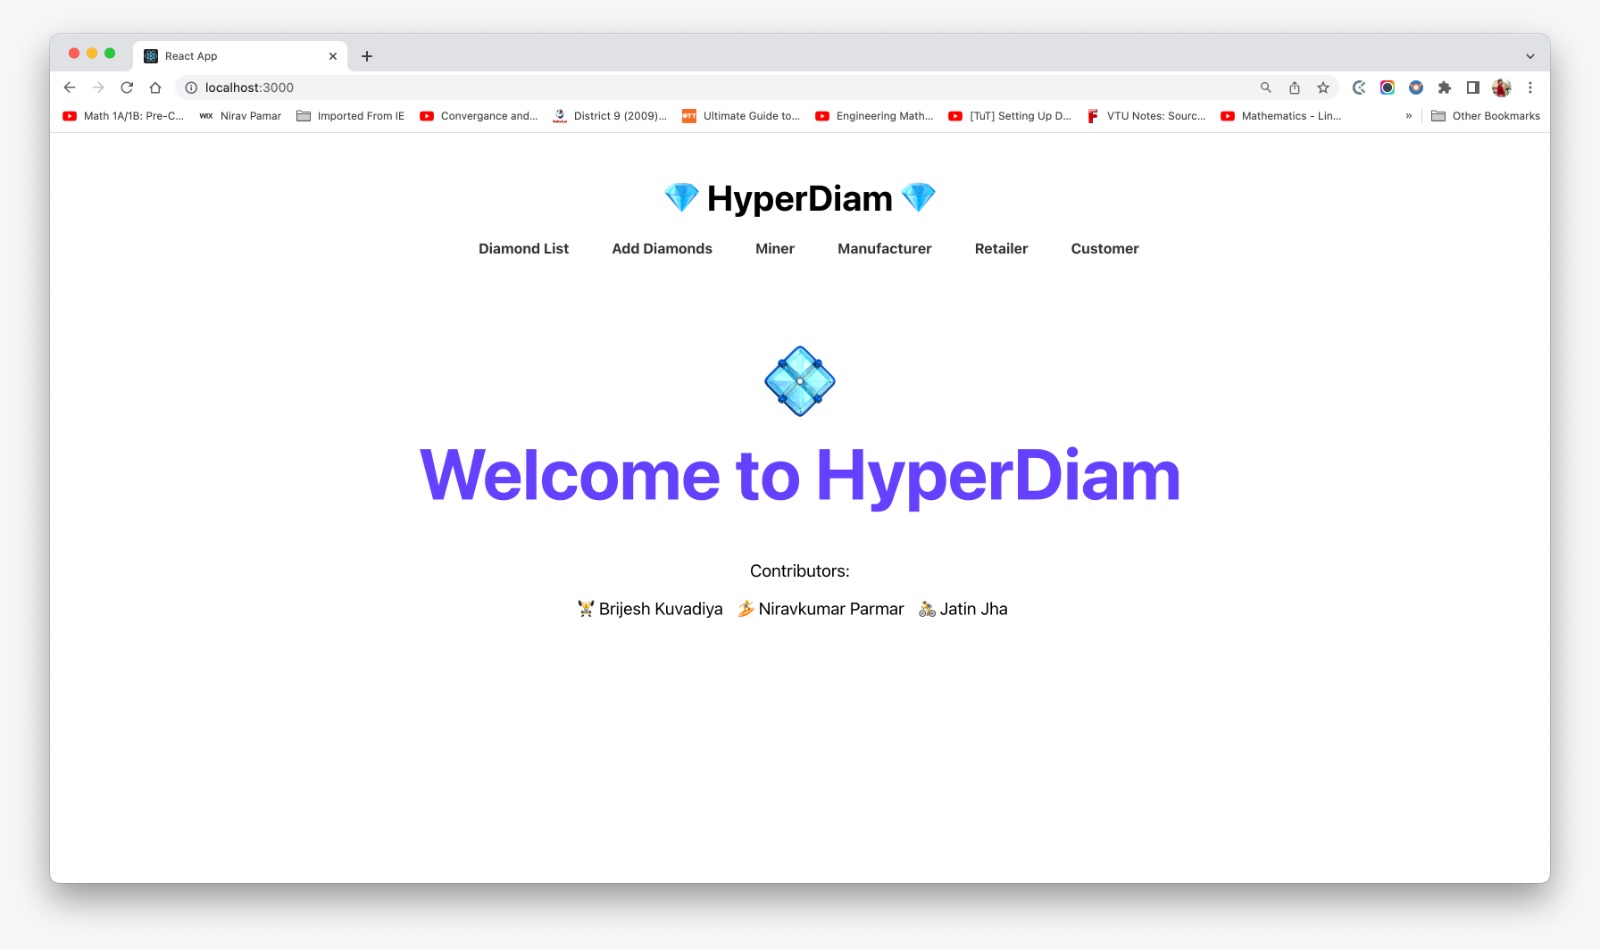 React App
localhost:3000
Math 1A/1B: Pre-C... WIX Nirav Pamar Imported From IE Convergance and... District 9 (2009)... OTT Ultimate Guide to... Engineering Math... [TuT] Setting Up D... VTU Notes: Sourc... Mathematics - Lin... » Other Bookmarks
HyperDiam
Diamond List Add Diamonds Miner Manufacturer Retailer Customer
Welcome to HyperDiam
Contributors:
Brijesh Kuvadiya Niravkumar Parmar Jatin Jha